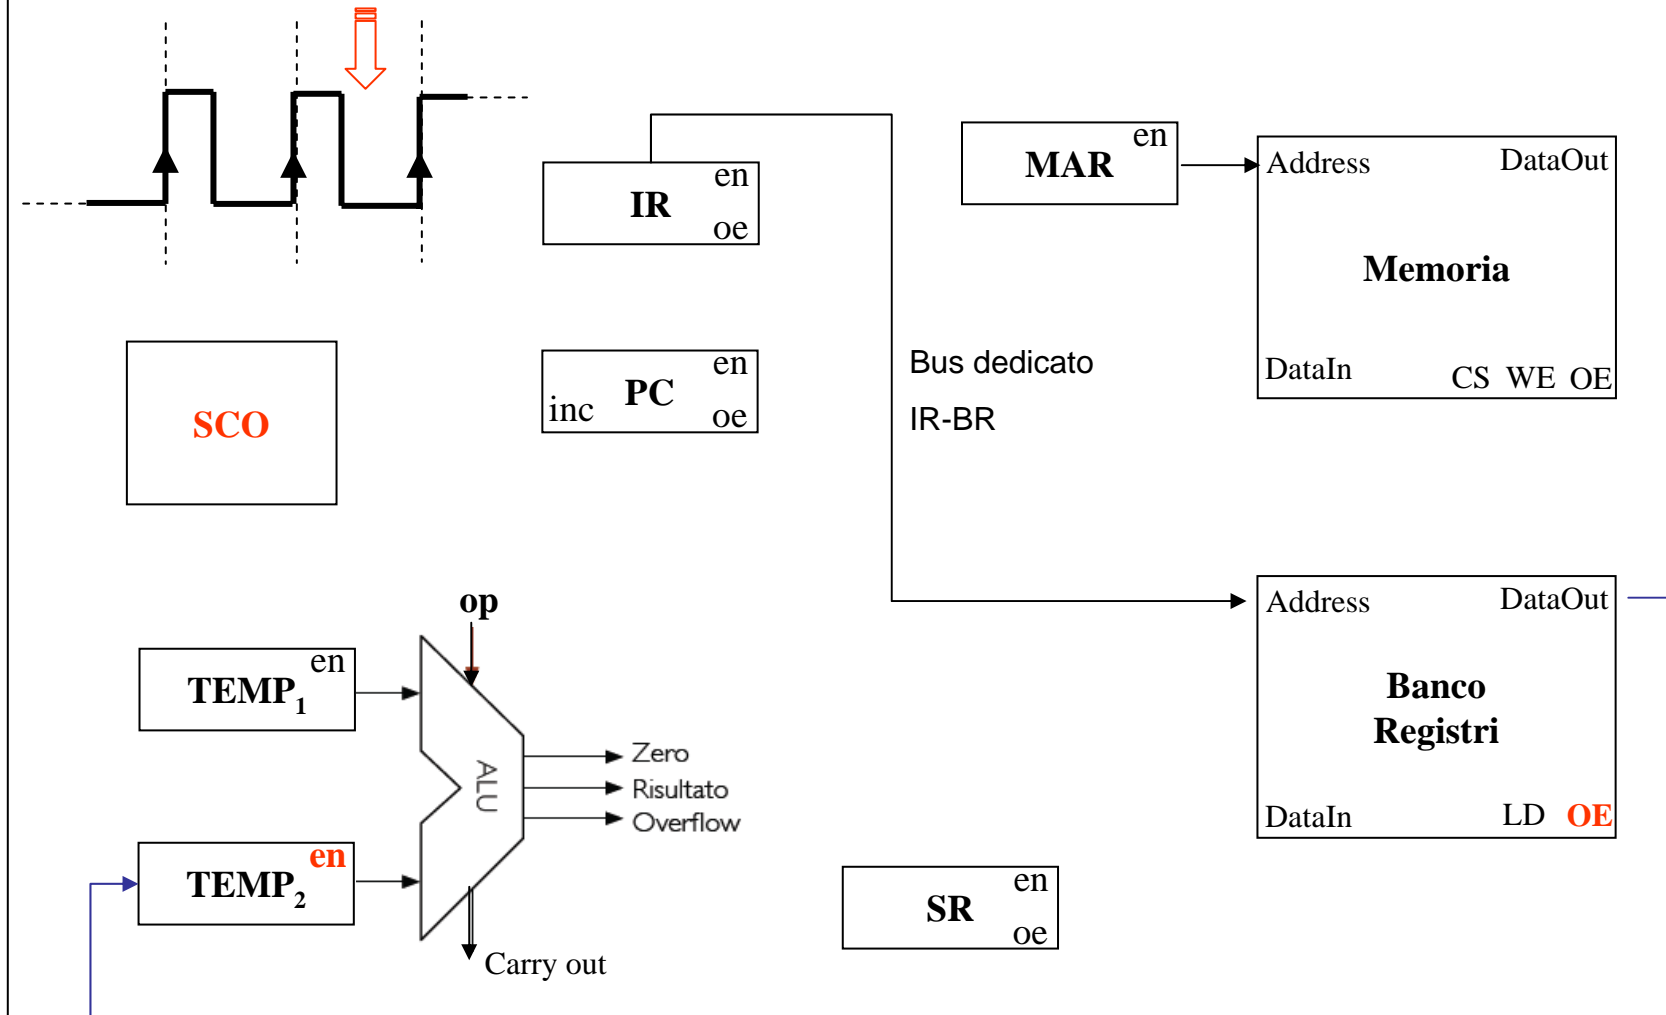 en
MAR
Address DataOut
en
IR
oe
Memoria
Bus dedicato
IR-BR
en
PC
inc
oe
DataIn
CS WE OE
SCO
op
Address DataOut
en
TEMP1
Banco
Registri
ALU
Zero
Risultato
Overflow
DataIn
LD OE
en
TEMP2
en
SR
oe
Carry out